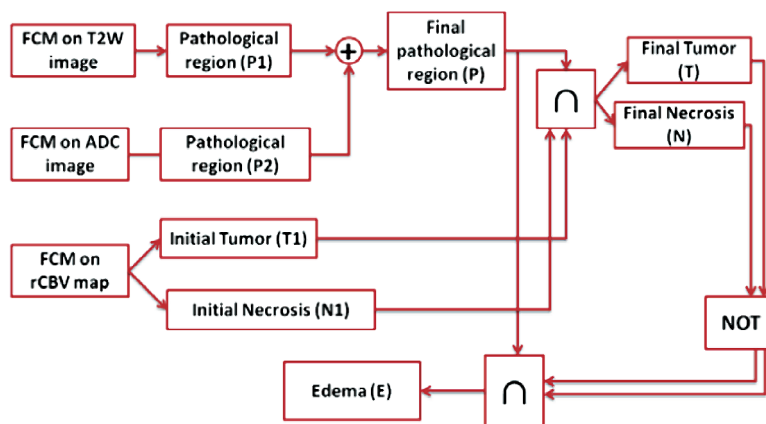 FCM on T2W
image
Pathological
region (P1)
+
Final
pathological
region (P)
∩
Final Tumor
(T)
Final Necrosis
(N)
FCM on ADC
image
Pathological
region (P2)
FCM on
rCBV map
Initial Tumor (T1)
Initial Necrosis (N1)
NOT
∩
Edema (E)